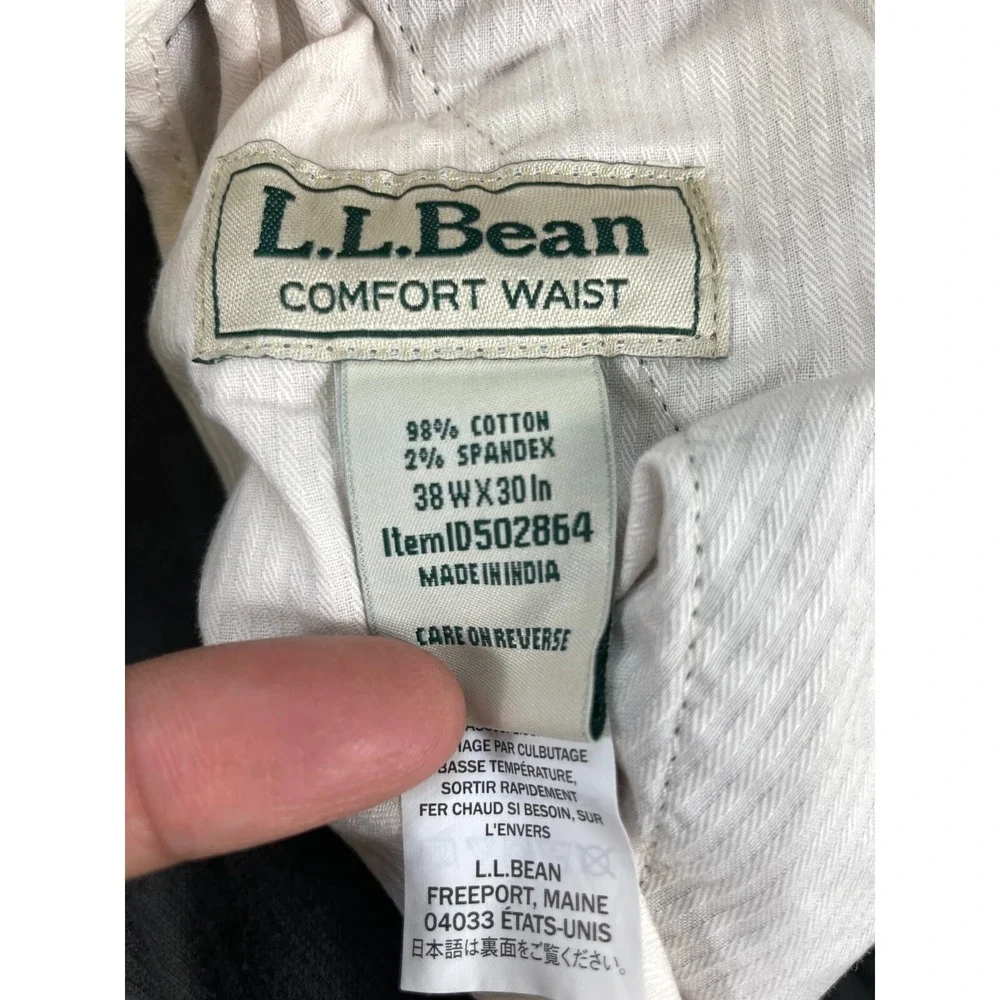 L.L.Bean
COMFORT WAIST
98% COTTON
2% SPANDEX
38 W X 30 In
ItemID502864
MADE IN INDIA
CARE ON REVERSE
PAR CULBUTAGE
BASSE TEMPÉRATURE,
SORTIR RAPIDEMENT
FER CHAUD SI BESOIN, SUR
L'ENVERS
L.L.BEAN
FREEPORT, MAINE
04033 ÉTATS-UNIS
日本語は裏面をご覧ください。